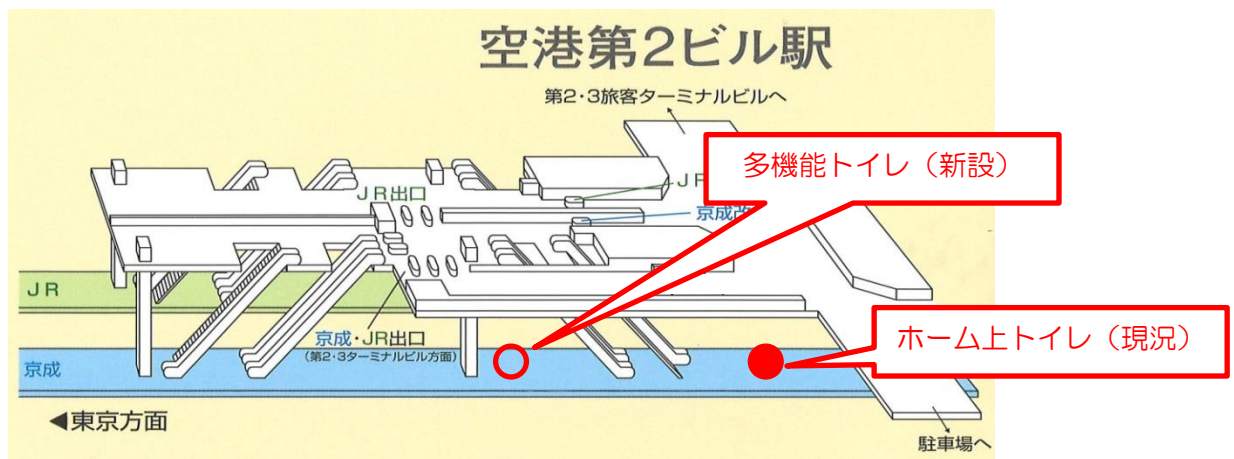 空港第2ビル駅
第2・3旅客ターミナルビルへ
多機能トイレ（新設）
JR出口
JR
京成改
JR
ホーム上トイレ（現況）
京成・JR出口
（第2・3ターミナルビル方面）
京成
◀東京方面
駐車場へ